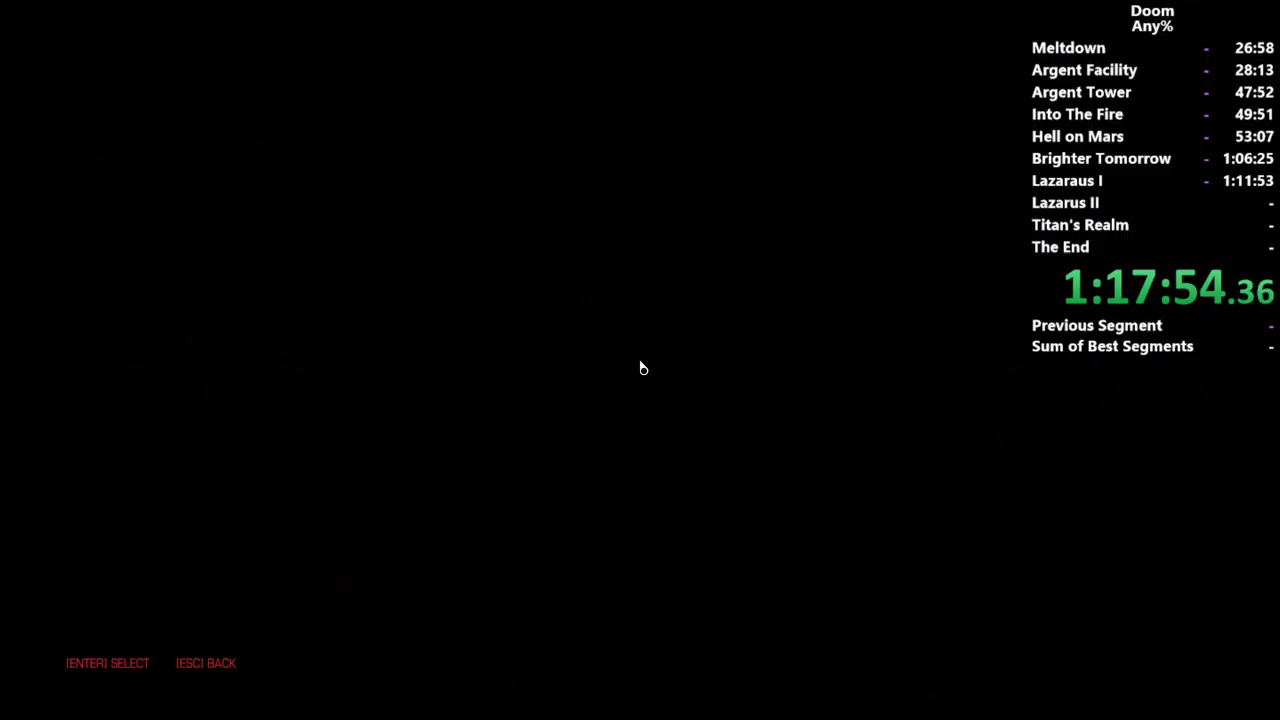 Doom
Any%
Meltdown - 26:58
Argent Facility - 28:13
Argent Tower - 47:52
Into The Fire - 49:51
Hell on Mars - 53:07
Brighter Tomorrow - 1:06:25
Lazaraus I - 1:11:53
Lazarus II -
Titan's Realm -
The End -
1:17:54.36
Previous Segment -
Sum of Best Segments -
[ENTER] SELECT [ESC] BACK